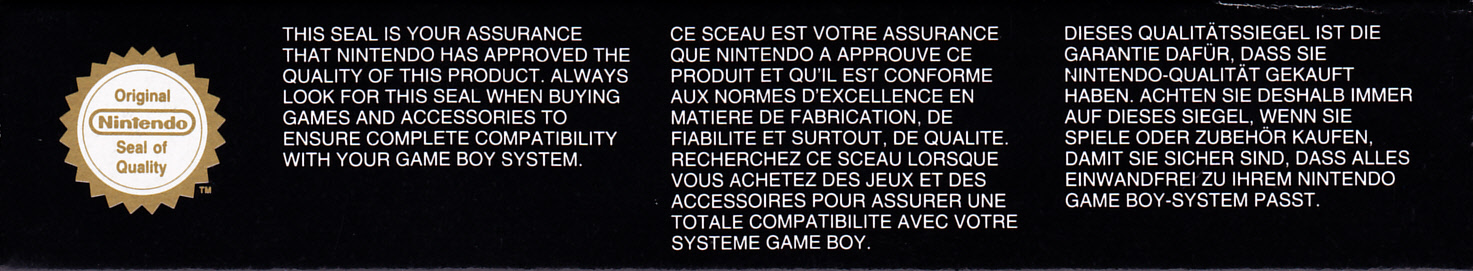 Original
Nintendo
Seal of
Quality
TM
THIS SEAL IS YOUR ASSURANCE
THAT NINTENDO HAS APPROVED THE
QUALITY OF THIS PRODUCT. ALWAYS
LOOK FOR THIS SEAL WHEN BUYING
GAMES AND ACCESSORIES TO
ENSURE COMPLETE COMPATIBILITY
WITH YOUR GAME BOY SYSTEM.
CE SCEAU EST VOTRE ASSURANCE
QUE NINTENDO A APPROUVE CE
PRODUIT ET QU'IL EST CONFORME
AUX NORMES D'EXCELLENCE EN
MATIERE DE FABRICATION, DE
FIABILITE ET SURTOUT, DE QUALITE.
RECHERCHEZ CE SCEAU LORSQUE
VOUS ACHETEZ DES JEUX ET DES
ACCESSOIRES POUR ASSURER UNE
TOTALE COMPATIBILITE AVEC VOTRE
SYSTEME GAME BOY.
DIESES QUALITÄTSSIEGEL IST DIE
GARANTIE DAFÜR, DASS SIE
NINTENDO-QUALITÄT GEKAUFT
HABEN. ACHTEN SIE DESHALB IMMER
AUF DIESES SIEGEL, WENN SIE
SPIELE ODER ZUBEHÖR KAUFEN,
DAMIT SIE SICHER SIND, DASS ALLES
EINWANDFREI ZU IHREM NINTENDO
GAME BOY-SYSTEM PASST.